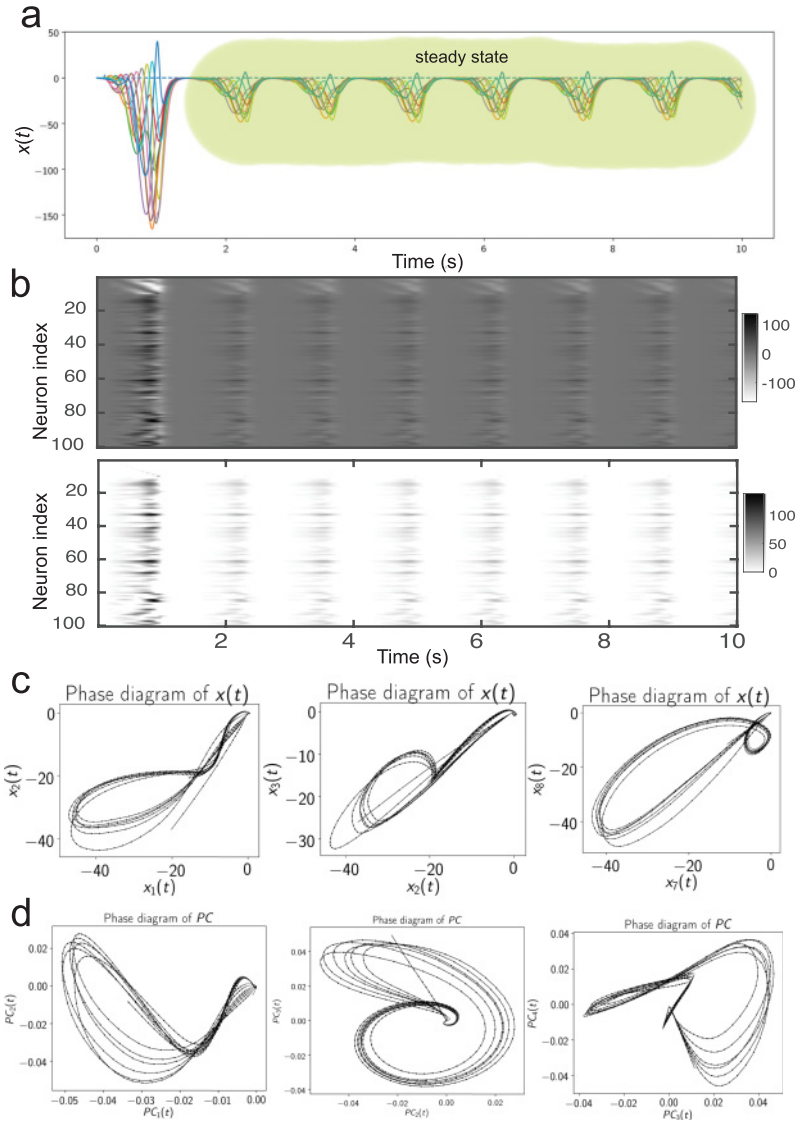 a
50
0
−50
−100
−150
x(t)
steady state
0 2 4 6 8 10
Time (s)
b
20
40
60
80
100
Neuron index
100
0
-100
20
40
60
80
100
Neuron index
100
50
0
2 4 6 8 10
Time (s)
c
Phase diagram of x(t)
0
−20
−40
x₂(t)
−40 −20 0
x₁(t)
Phase diagram of x(t)
0
−10
−20
−30
x₃(t)
−40 −20 0
x₂(t)
Phase diagram of x(t)
0
−20
−40
x₈(t)
−40 −20 0
x₇(t)
d
Phase diagram of PC
0.02
0.00
−0.02
−0.04
PC₂(t)
−0.05 −0.04 −0.03 −0.02 −0.01 0.00
PC₁(t)
Phase diagram of PC
0.04
0.02
0.00
−0.02
−0.04
PC₃(t)
−0.04 −0.02 0.00 0.02
PC₂(t)
Phase diagram of PC
0.04
0.02
0.00
−0.02
−0.04
PC₄(t)
−0.04 −0.02 0.00 0.02 0.04
PC₃(t)